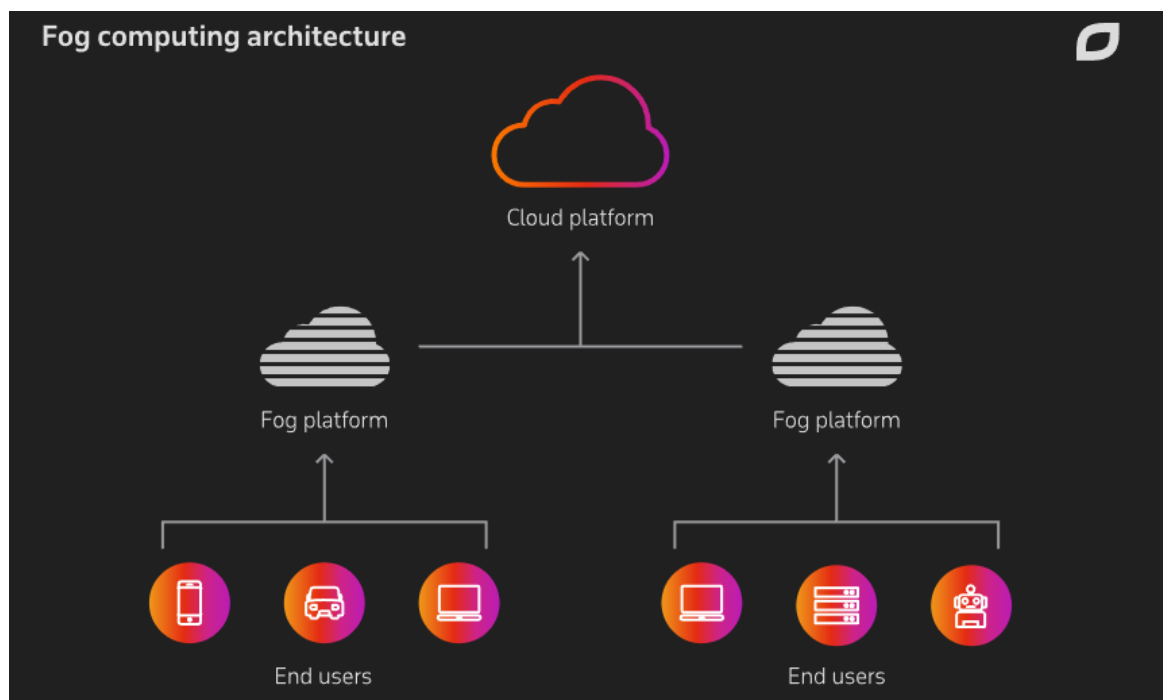 Fog computing architecture
Cloud platform
Fog platform
Fog platform
End users
End users